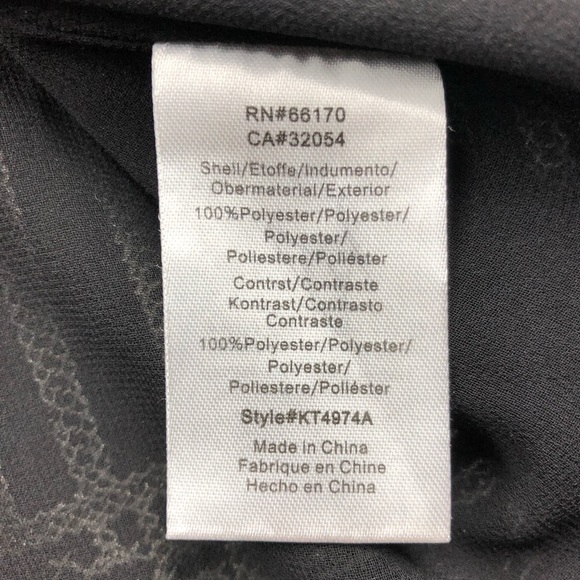 RN#66170
CA#32054
Shell/Etoffe/Indumento/
Obermaterial/Exterior
100%Polyester/Polyester/
Polyester/
Poliestere/Poliéster
Contrst/Contraste
Kontrast/Contrasto
Contraste
100%Polyester/Polyester/
Polyester/
Poliestere/Poliéster
Style#KT4974A
Made in China
Fabrique en Chine
Hecho en China